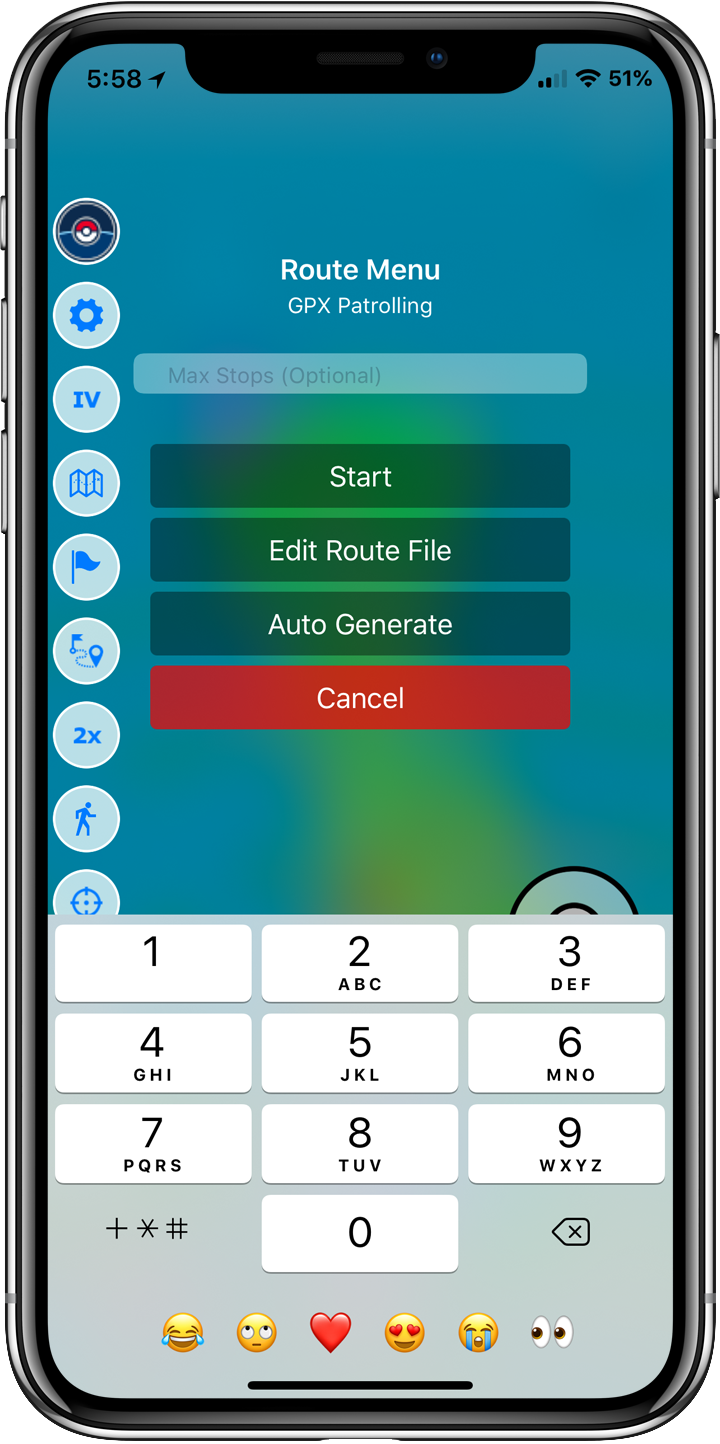 5:58
51%
Route Menu
GPX Patrolling
Max Stops (Optional)
IV
Start
Edit Route File
Auto Generate
Cancel
2x
1
2
ABC
3
DEF
4
GHI
5
JKL
6
MNO
7
PQRS
8
TUV
9
WXYZ
+*#
0